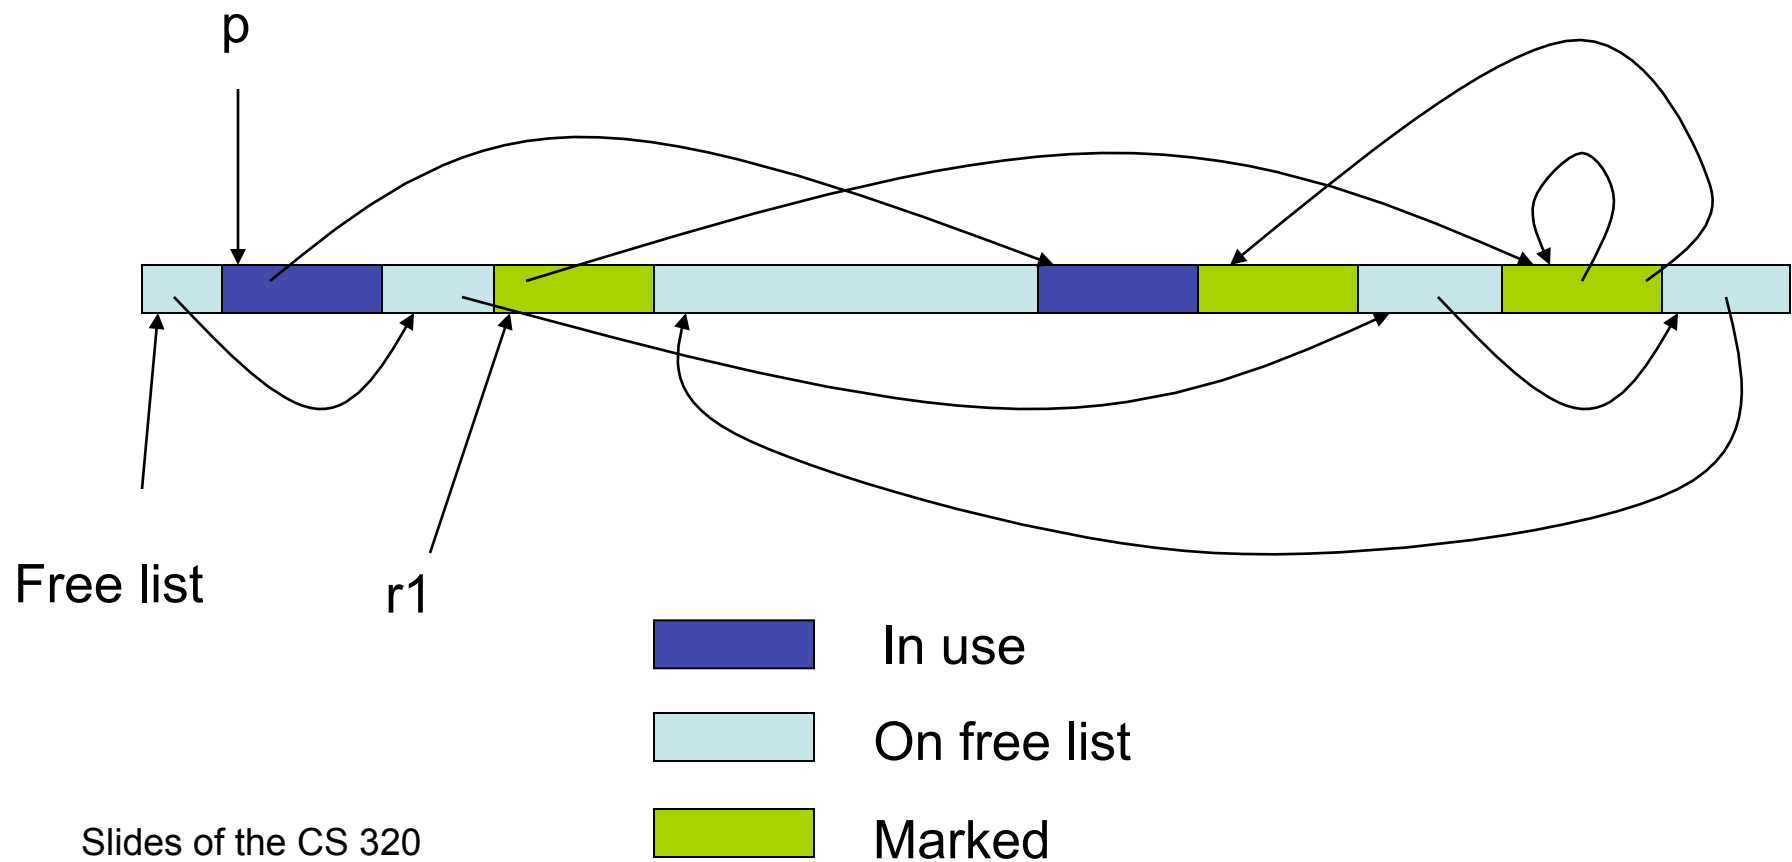 p
Free list
r1
In use
On free list
Marked
Slides of the CS 320